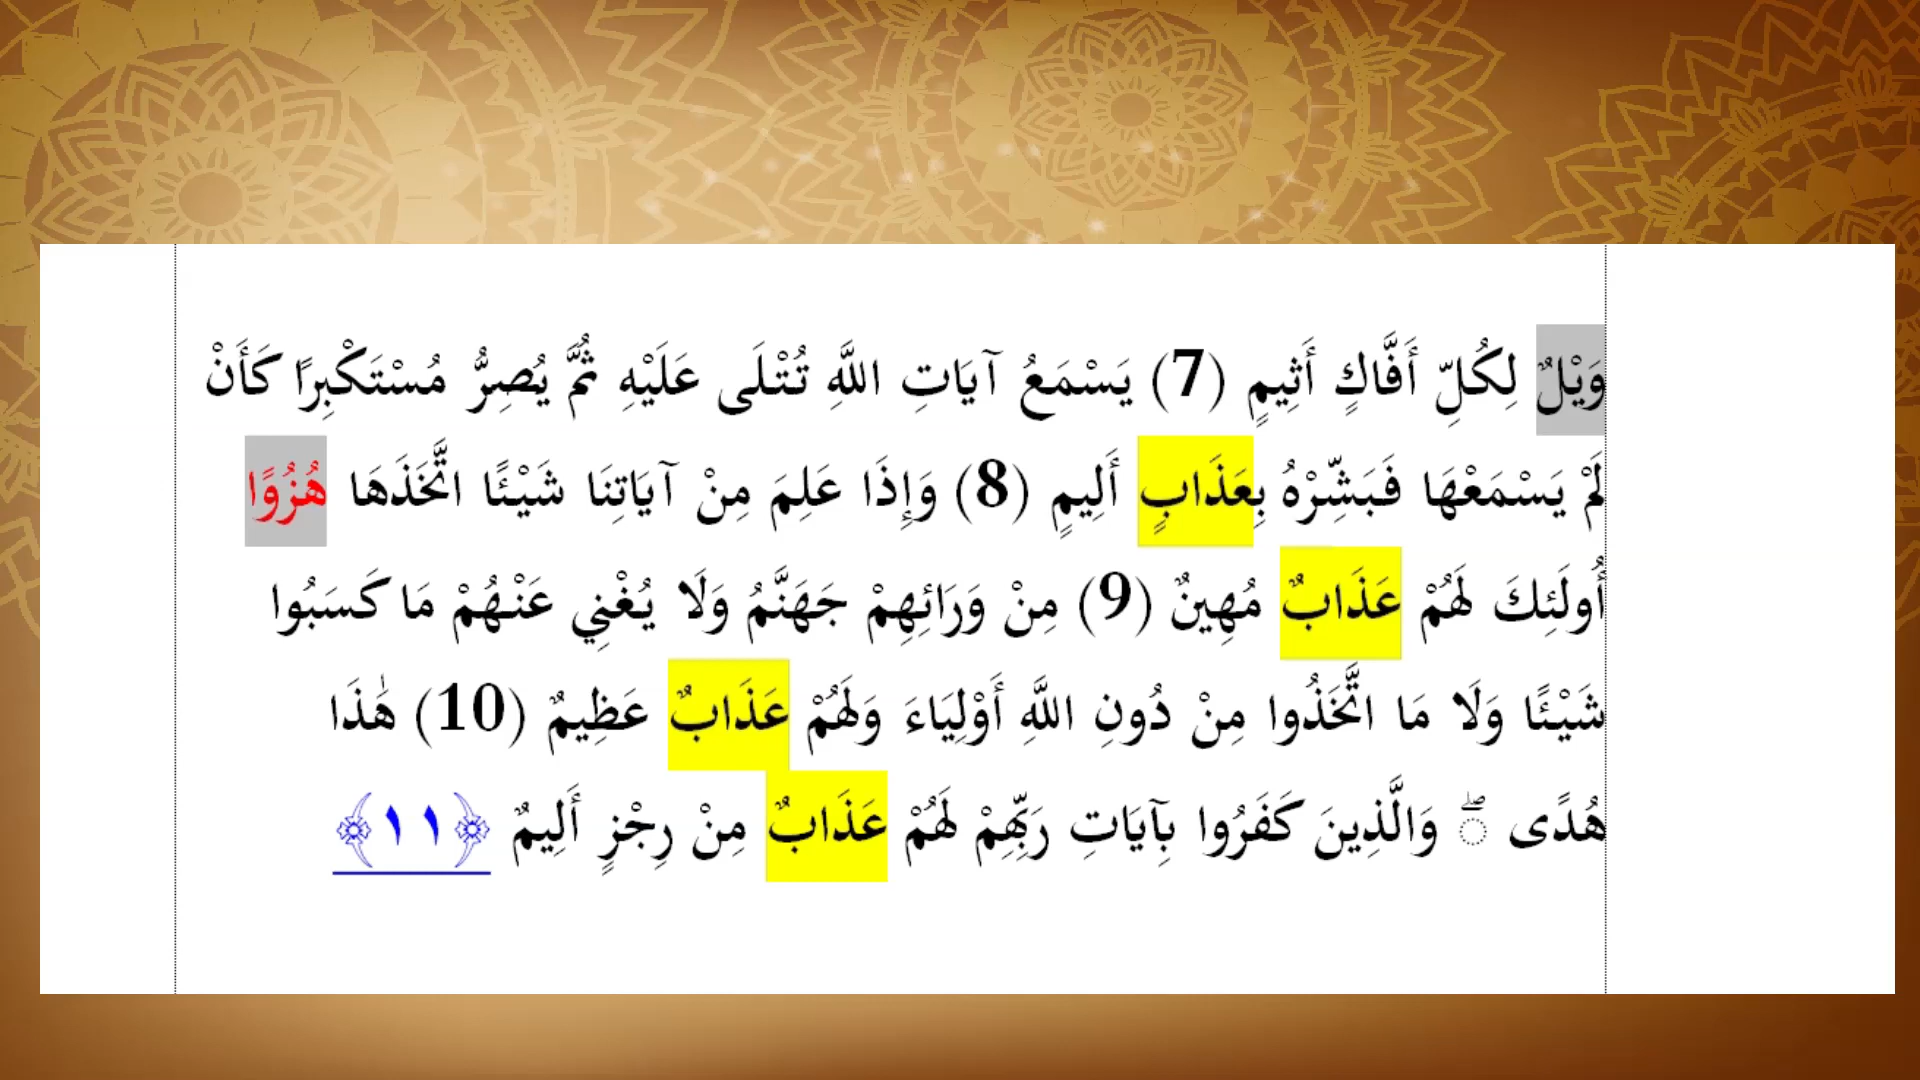 وَيْلٌ لِكُلِّ أَفَّاكٍ أَثِيمٍ (7) يَسْمَعُ آيَاتِ اللَّهِ تُتْلَى عَلَيْهِ ثُمَّ يُصِرُّ مُسْتَكْبِرًا كَأَنْ
لَمْ يَسْمَعْهَا فَبَشِّرْهُ بِعَذَابٍ أَلِيمٍ (8) وَإِذَا عَلِمَ مِنْ آيَاتِنَا شَيْئًا اتَّخَذَهَا هُزُوًا
أُولَئِكَ لَهُمْ عَذَابٌ مُهِينٌ (9) مِنْ وَرَائِهِمْ جَهَنَّمُ وَلَا يُغْنِي عَنْهُمْ مَا كَسَبُوا
شَيْئًا وَلَا مَا اتَّخَذُوا مِنْ دُونِ اللَّهِ أَوْلِيَاءَ وَلَهُمْ عَذَابٌ عَظِيمٌ (10) هَٰذَا
هُدًى ۖ وَالَّذِينَ كَفَرُوا بِآيَاتِ رَبِّهِمْ لَهُمْ عَذَابٌ مِنْ رِجْزٍ أَلِيمٌ ﴿١١﴾